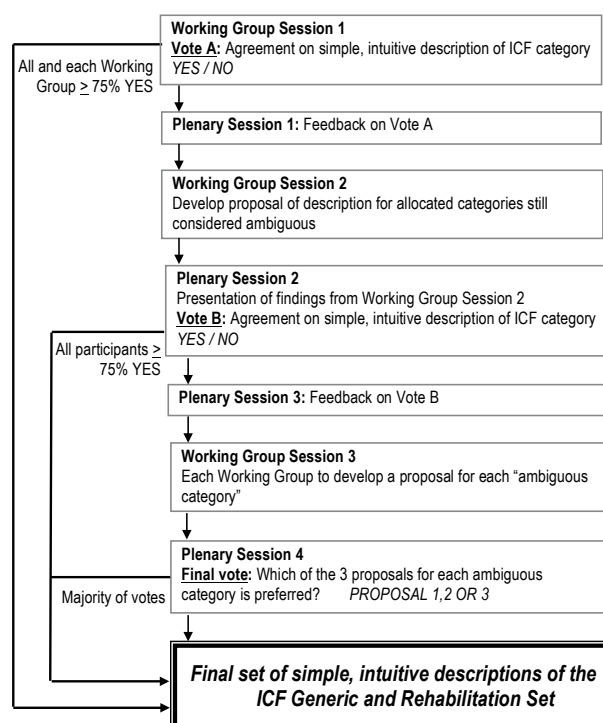 Working Group Session 1
Vote A: Agreement on simple, intuitive description of ICF category
YES / NO
All and each Working
Group ≥ 75% YES
Plenary Session 1: Feedback on Vote A
Working Group Session 2
Develop proposal of description for allocated categories still
considered ambiguous
Plenary Session 2
Presentation of findings from Working Group Session 2
Vote B: Agreement on simple, intuitive description of ICF category
YES / NO
All participants ≥
75% YES
Plenary Session 3: Feedback on Vote B
Working Group Session 3
Each Working Group to develop a proposal for each “ambiguous
category”
Plenary Session 4
Final vote: Which of the 3 proposals for each ambiguous
category is preferred? PROPOSAL 1,2 OR 3
Majority of votes
Final set of simple, intuitive descriptions of the
ICF Generic and Rehabilitation Set